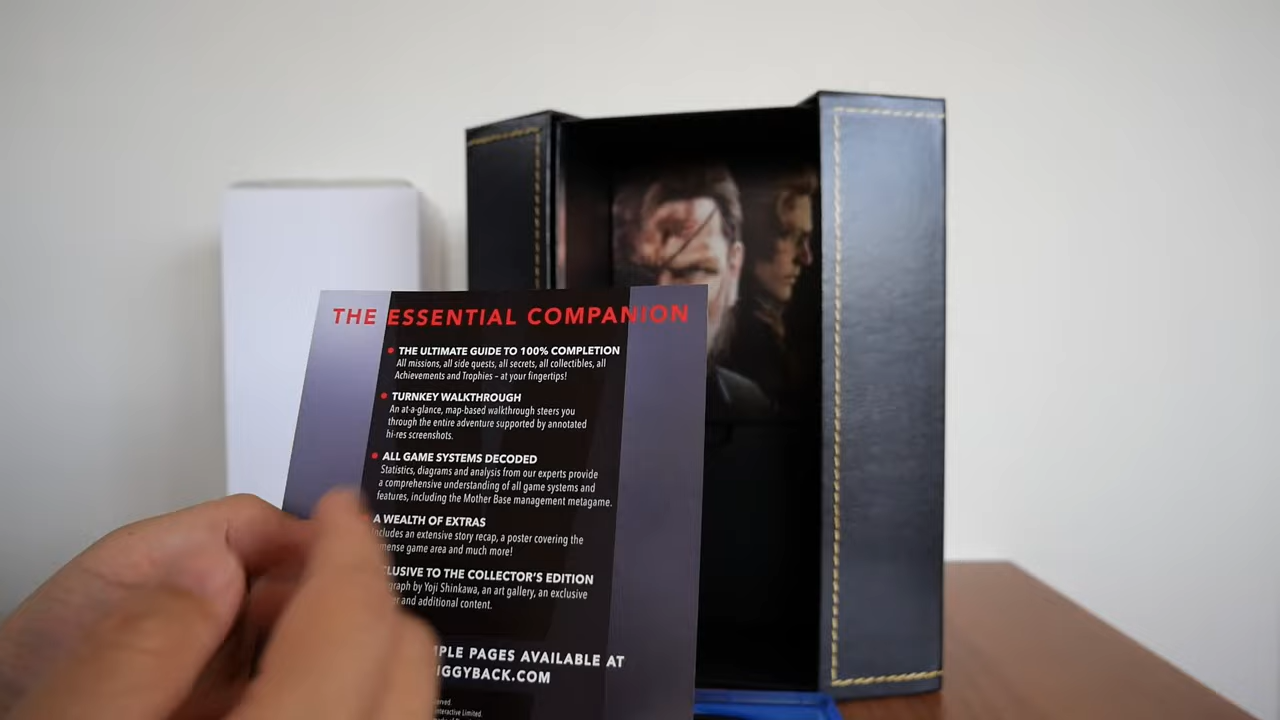 THE ESSENTIAL COMPANION
THE ULTIMATE GUIDE TO 100% COMPLETION
All missions, all side quests, all secrets, all collectibles, all
Achievements and Trophies – at your fingertips!
TURNKEY WALKTHROUGH
An at-a-glance, map-based walkthrough steers you
through the entire adventure supported by annotated
hi-res screenshots.
ALL GAME SYSTEMS DECODED
Statistics, diagrams and analysis from our experts provide
a comprehensive understanding of all game systems and
features, including the Mother Base management metagame.
A WEALTH OF EXTRAS
includes an extensive story recap, a poster covering the
game area and much more!
TO THE COLLECTOR'S EDITION
by Yoji Shinkawa, an art gallery, an exclusive
and additional content.
PAGES AVAILABLE AT
Interactive Limited.